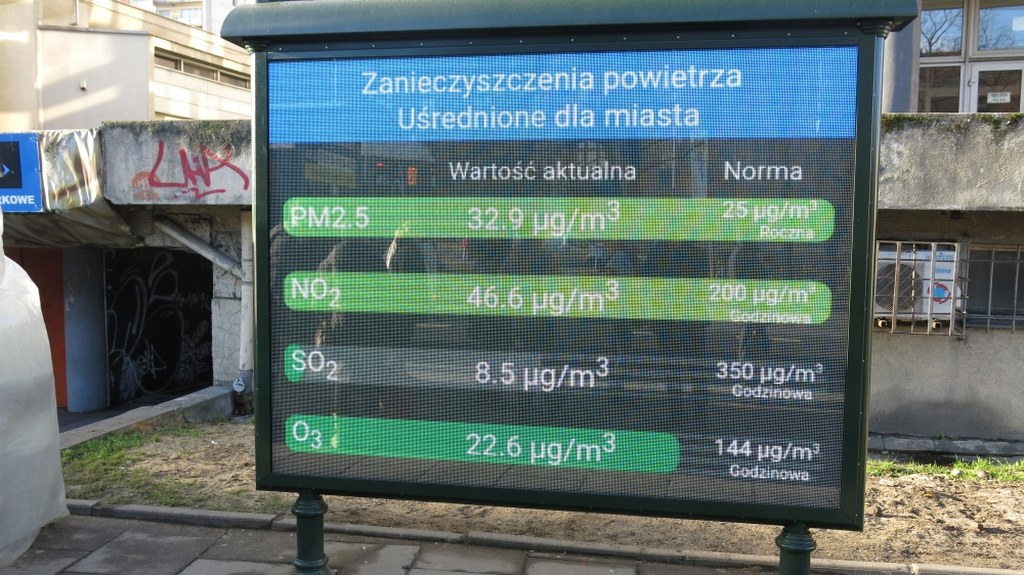 Zanieczyszczenia powietrza
Uśrednione dla miasta
Wartość aktualna Norma
PM2.5 32.9 µg/m³ 25 µg/m³
Roczna
NO₂ 46.6 µg/m³ 200 µg/m³
Godzinowa
SO₂ 8.5 µg/m³ 350 µg/m³
Godzinowa
O₃ 22.6 µg/m³ 144 µg/m³
Godzinowa
RKOWE